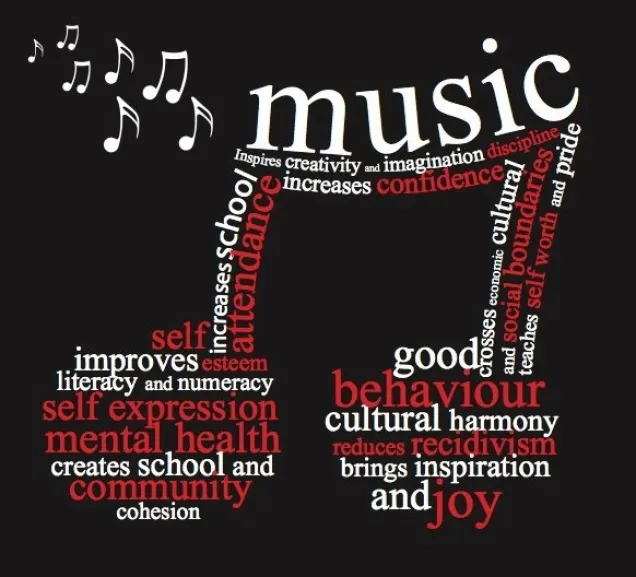 music
Inspires creativity and imagination discipline
increases confidence
increases school
attendance
self
improves esteem
literacy and numeracy
self expression
mental health
creates school and
community
cohesion
crosses economic cultural
and social boundaries
teaches self worth and pride
good
behaviour
cultural harmony
reduces recidivism
brings inspiration
and joy